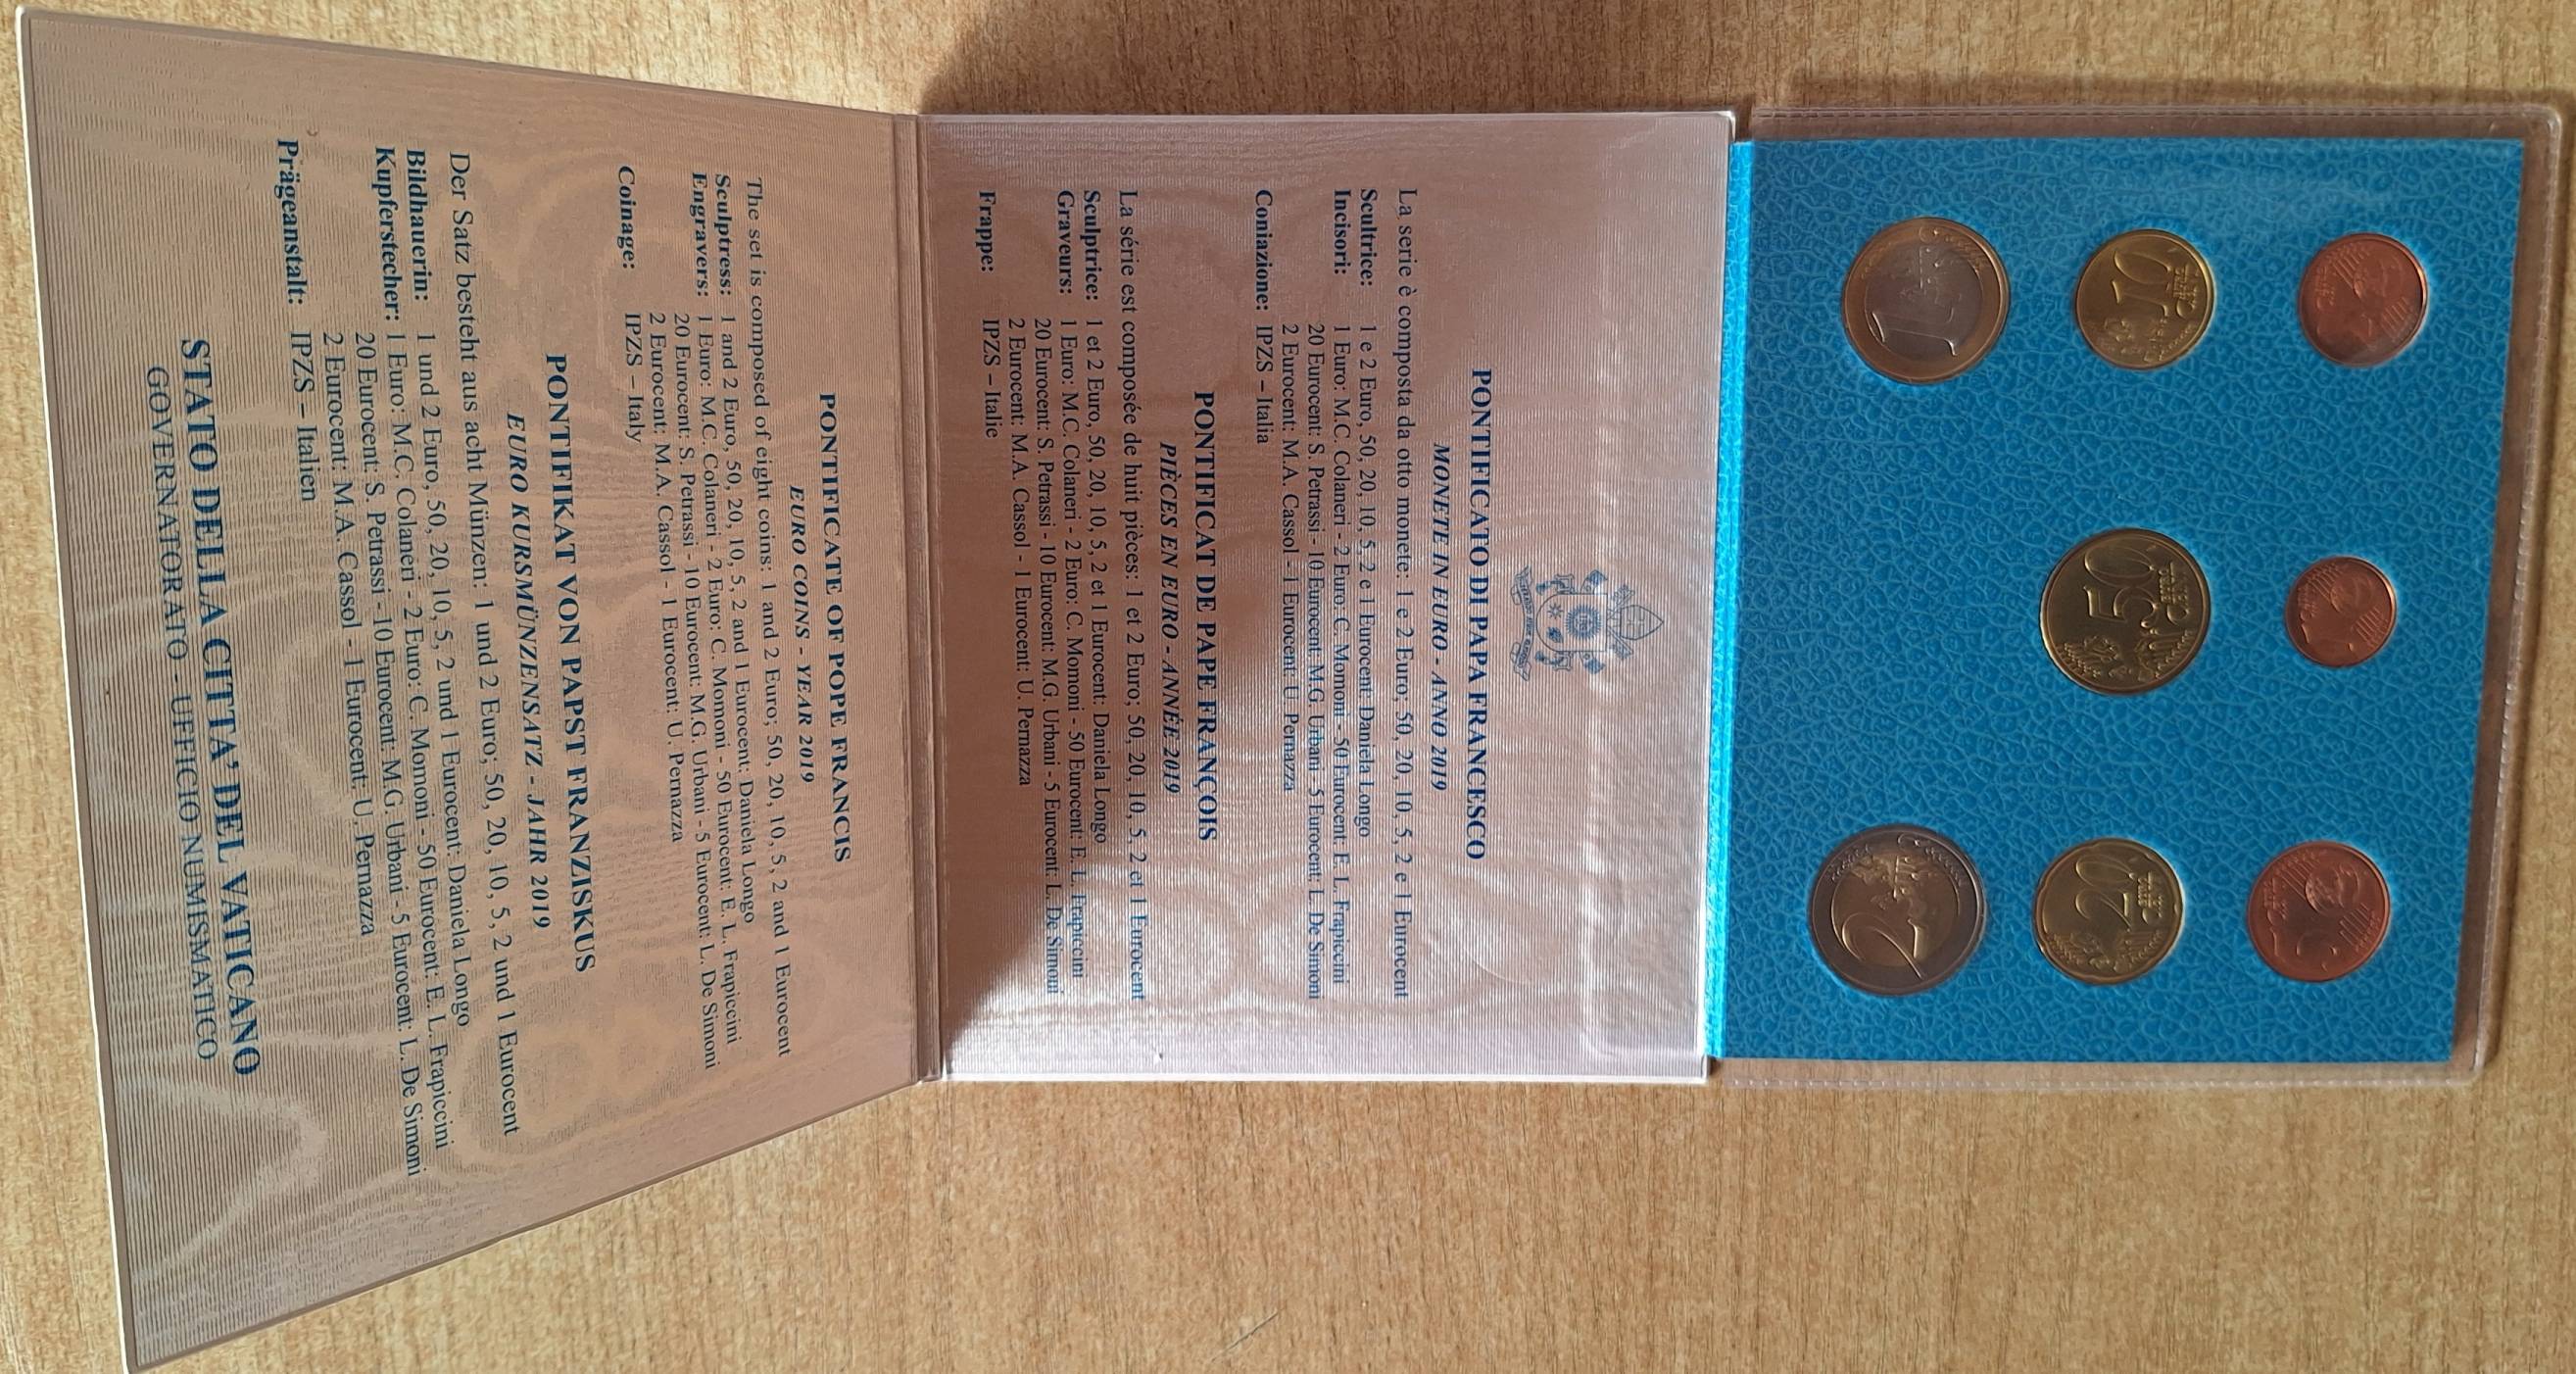 PONTIFICATO DI PAPA FRANCESCO
MONETE IN EURO - ANNO 2019
La serie è composta da otto monete: 1 e 2 Euro; 50, 20, 10, 5, 2 e 1 Eurocent
Scultrice: 1 e 2 Euro, 50, 20, 10, 5, 2 e 1 Eurocent: Daniela Longo
Incisori: 1 Euro: M.C. Colaneri - 2 Euro: C. Momoni - 50 Eurocent: E. L. Frapiccini
20 Eurocent: S. Petrassi - 10 Eurocent: M.G. Urbani - 5 Eurocent: L. De Simoni
2 Eurocent: M.A. Cassol - 1 Eurocent: U. Pernazza
Coniazione: IPZS – Italia
PONTIFICAT DE PAPE FRANÇOIS
PIÈCES EN EURO - ANNÉE 2019
La série est composée de huit pièces: 1 et 2 Euro; 50, 20, 10, 5, 2 et 1 Eurocent
Sculptrice: 1 et 2 Euro, 50, 20, 10, 5, 2 et 1 Eurocent: Daniela Longo
Graveurs: 1 Euro: M.C. Colaneri - 2 Euro: C. Momoni - 50 Eurocent: E. L. Frapiccini
20 Eurocent: S. Petrassi - 10 Eurocent: M.G. Urbani - 5 Eurocent: L. De Simoni
2 Eurocent: M.A. Cassol - 1 Eurocent: U. Pernazza
Frappe: IPZS – Italie
PONTIFICATE OF POPE FRANCIS
EURO COINS - YEAR 2019
The set is composed of eight coins: 1 and 2 Euro; 50, 20, 10, 5, 2 and 1 Eurocent
Sculptress: 1 and 2 Euro, 50, 20, 10, 5, 2 and 1 Eurocent: Daniela Longo
Engravers: 1 Euro: M.C. Colaneri - 2 Euro: C. Momoni - 50 Eurocent: E. L. Frapiccini
20 Eurocent: S. Petrassi - 10 Eurocent: M.G. Urbani - 5 Eurocent: L. De Simoni
2 Eurocent: M.A. Cassol - 1 Eurocent: U. Pernazza
Coinage: IPZS – Italy
PONTIFIKAT VON PAPST FRANZISKUS
EURO KURSMÜNZENSATZ - JAHR 2019
Der Satz besteht aus acht Münzen: 1 und 2 Euro; 50, 20, 10, 5, 2 und 1 Eurocent
Bildhauerin: 1 und 2 Euro, 50, 20, 10, 5, 2 und 1 Eurocent: Daniela Longo
Kupferstecher: 1 Euro: M.C. Colaneri - 2 Euro: C. Momoni - 50 Eurocent: E. L. Frapiccini
20 Eurocent: S. Petrassi -10 Eurocent: M.G. Urbani - 5 Eurocent: L. De Simoni
2 Eurocent: M.A. Cassol - 1 Eurocent: U. Pernazza
Prägeanstalt: IPZS – Italien
STATO DELLA CITTA' DEL VATICANO
GOVERNATORATO - UFFICIO NUMISMATICO
1
10
2
50
1
2
20
5